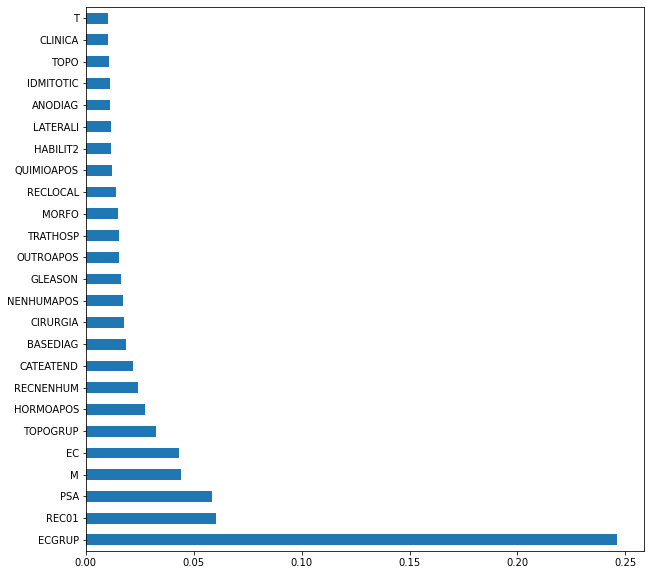 T
CLINICA
TOPO
IDMITOTIC
ANODIAG
LATERALI
HABILIT2
QUIMIOAPOS
RECLOCAL
MORFO
TRATHOSP
OUTROAPOS
GLEASON
NENHUMAPOS
CIRURGIA
BASEDIAG
CATEATEND
RECNENHUM
HORMOAPOS
TOPOGRUP
EC
M
PSA
REC01
ECGRUP
0.00 0.05 0.10 0.15 0.20 0.25